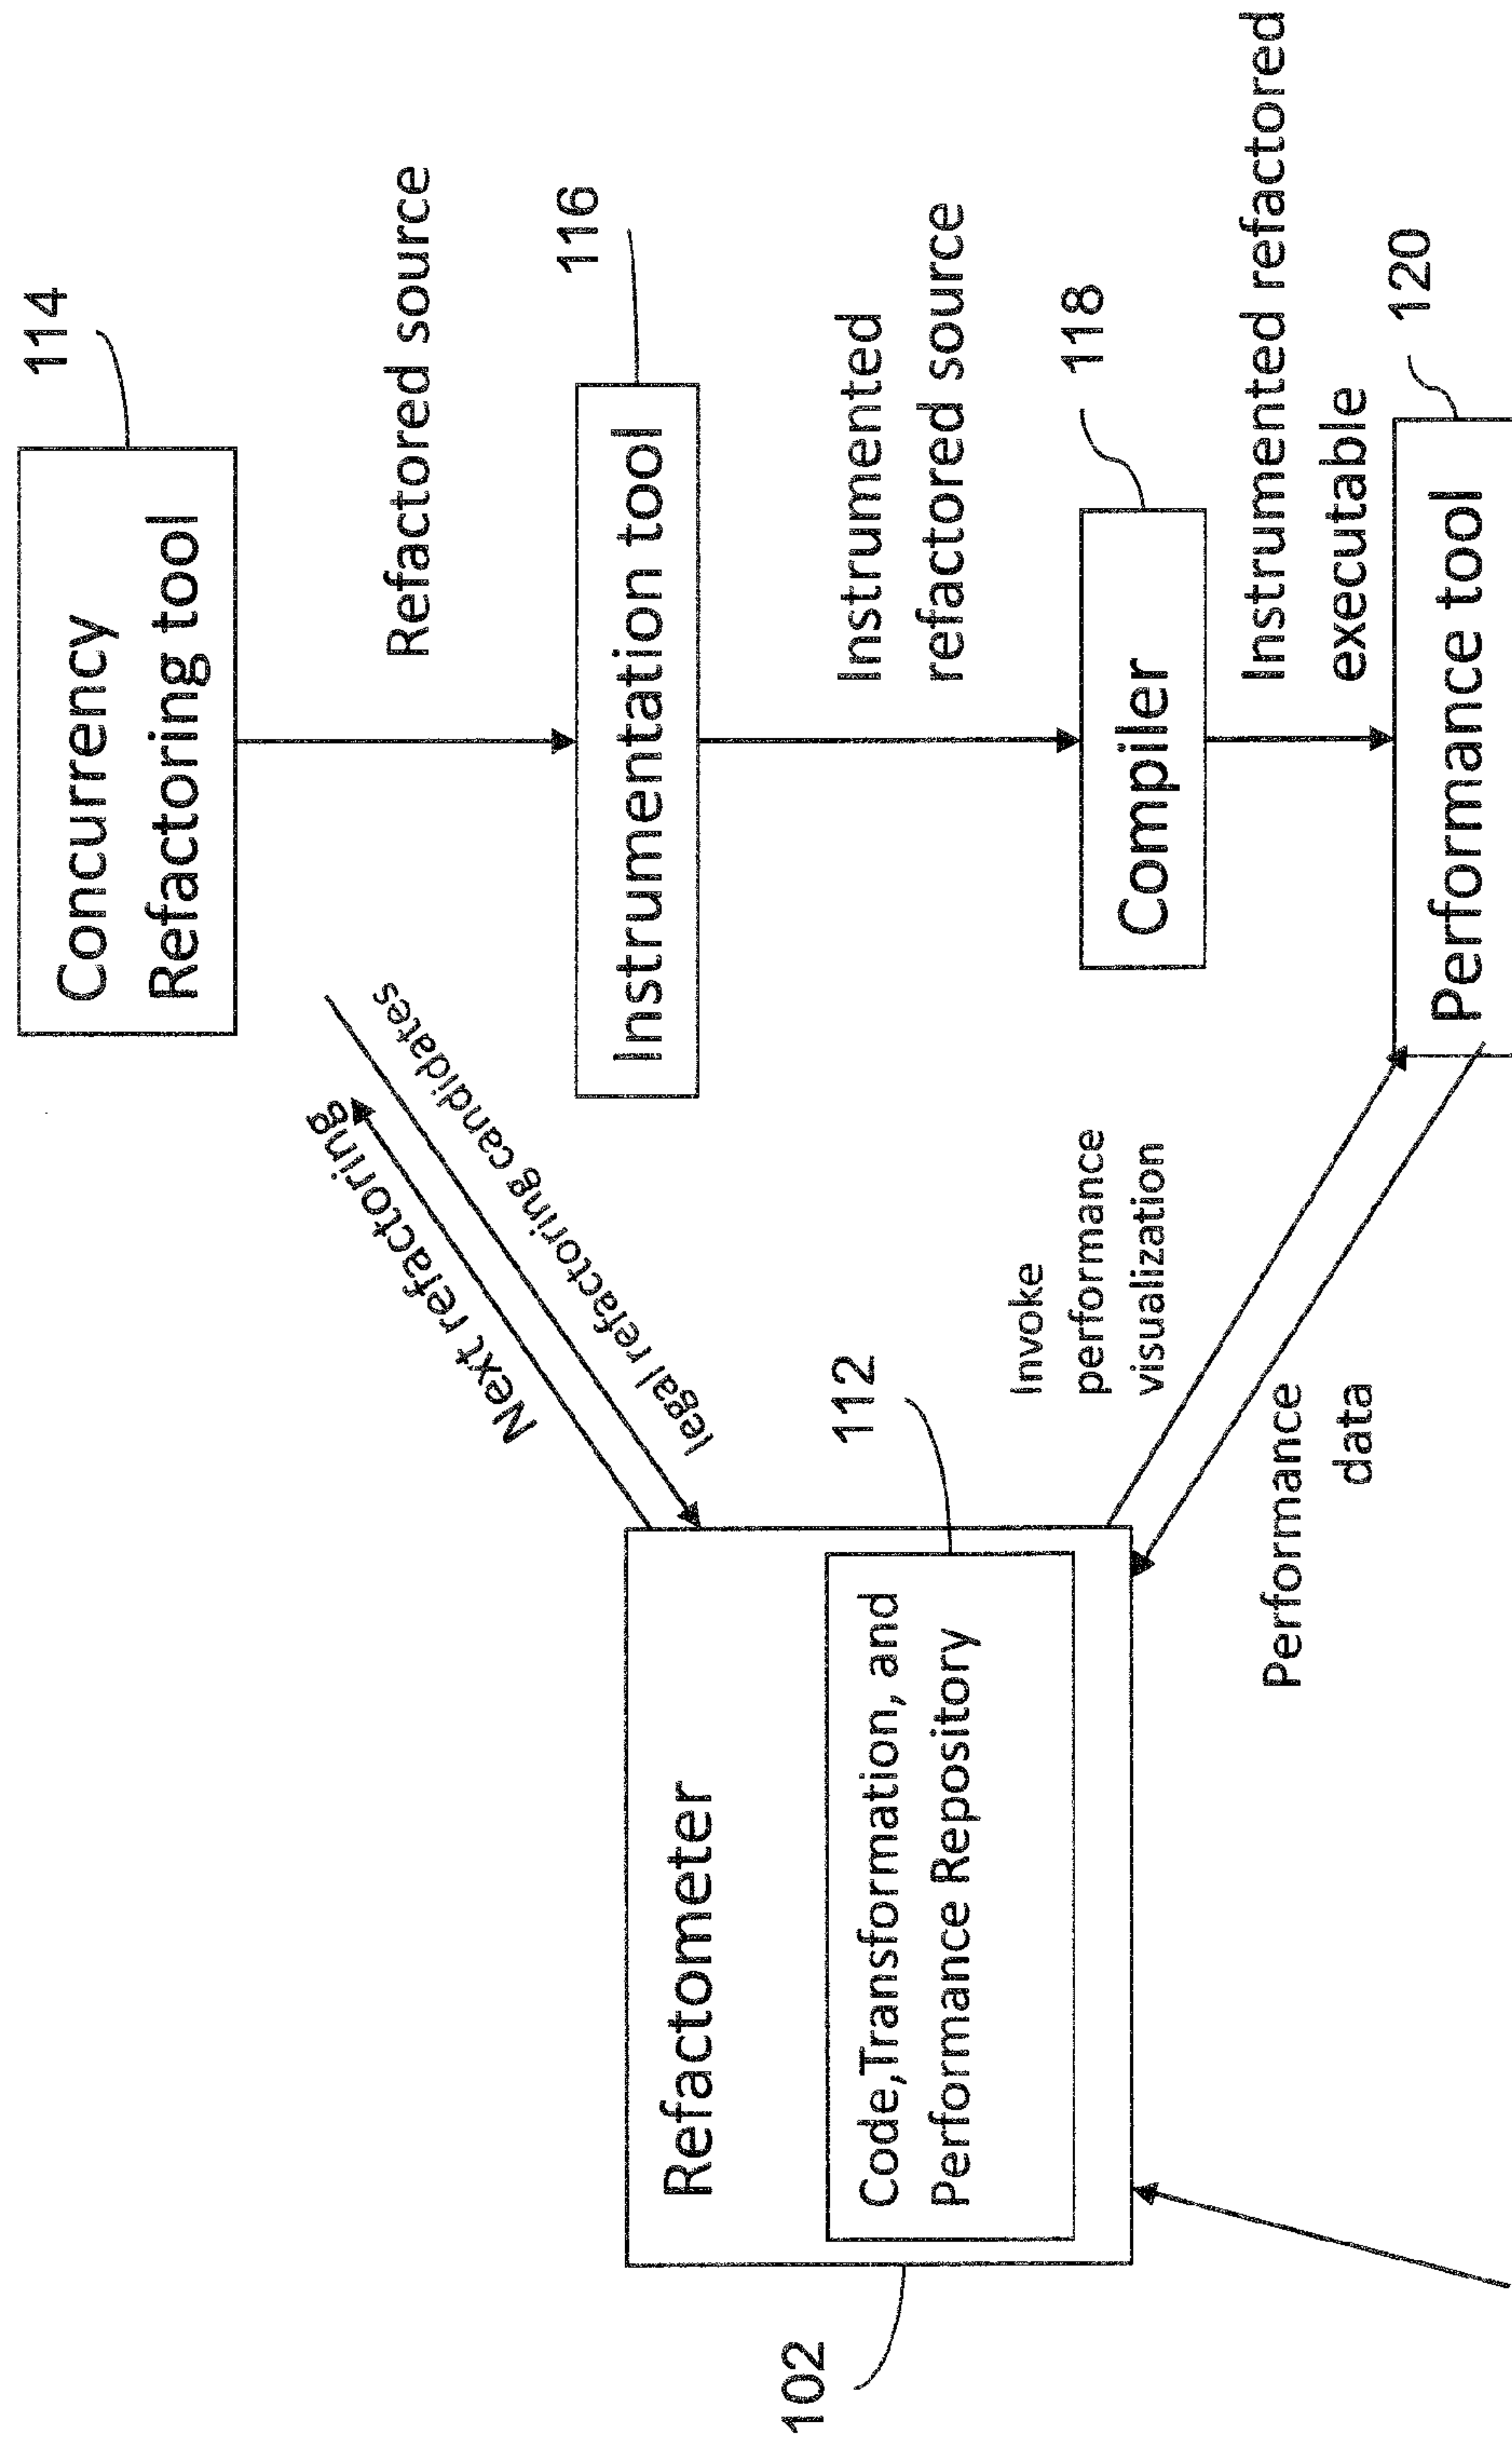 114
Concurrency
Refactoring tool
Refactored source
116
Instrumentation tool
Instrumented
refactored source
118
Compiler
Instrumented refactored
executable
120
Performance tool
Next refactoring
legal refactoring candidates
Invoke
performance
visualization
Performance
data
102
Refactometer
112
Code,Transformation, and
Performance Repository